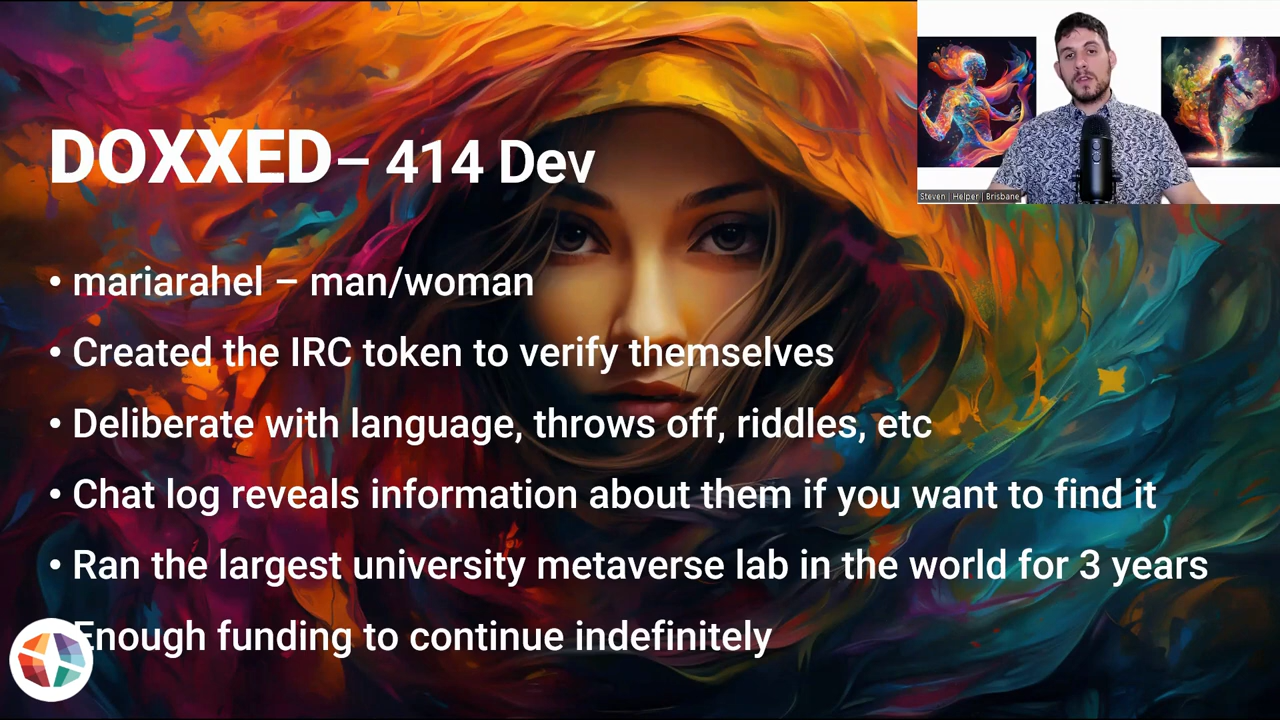 DOXXED– 414 Dev
• mariarahel – man/woman
• Created the IRC token to verify themselves
• Deliberate with language, throws off, riddles, etc
• Chat log reveals information about them if you want to find it
• Ran the largest university metaverse lab in the world for 3 years
Enough funding to continue indefinitely
Steven | Helper | Brisbane